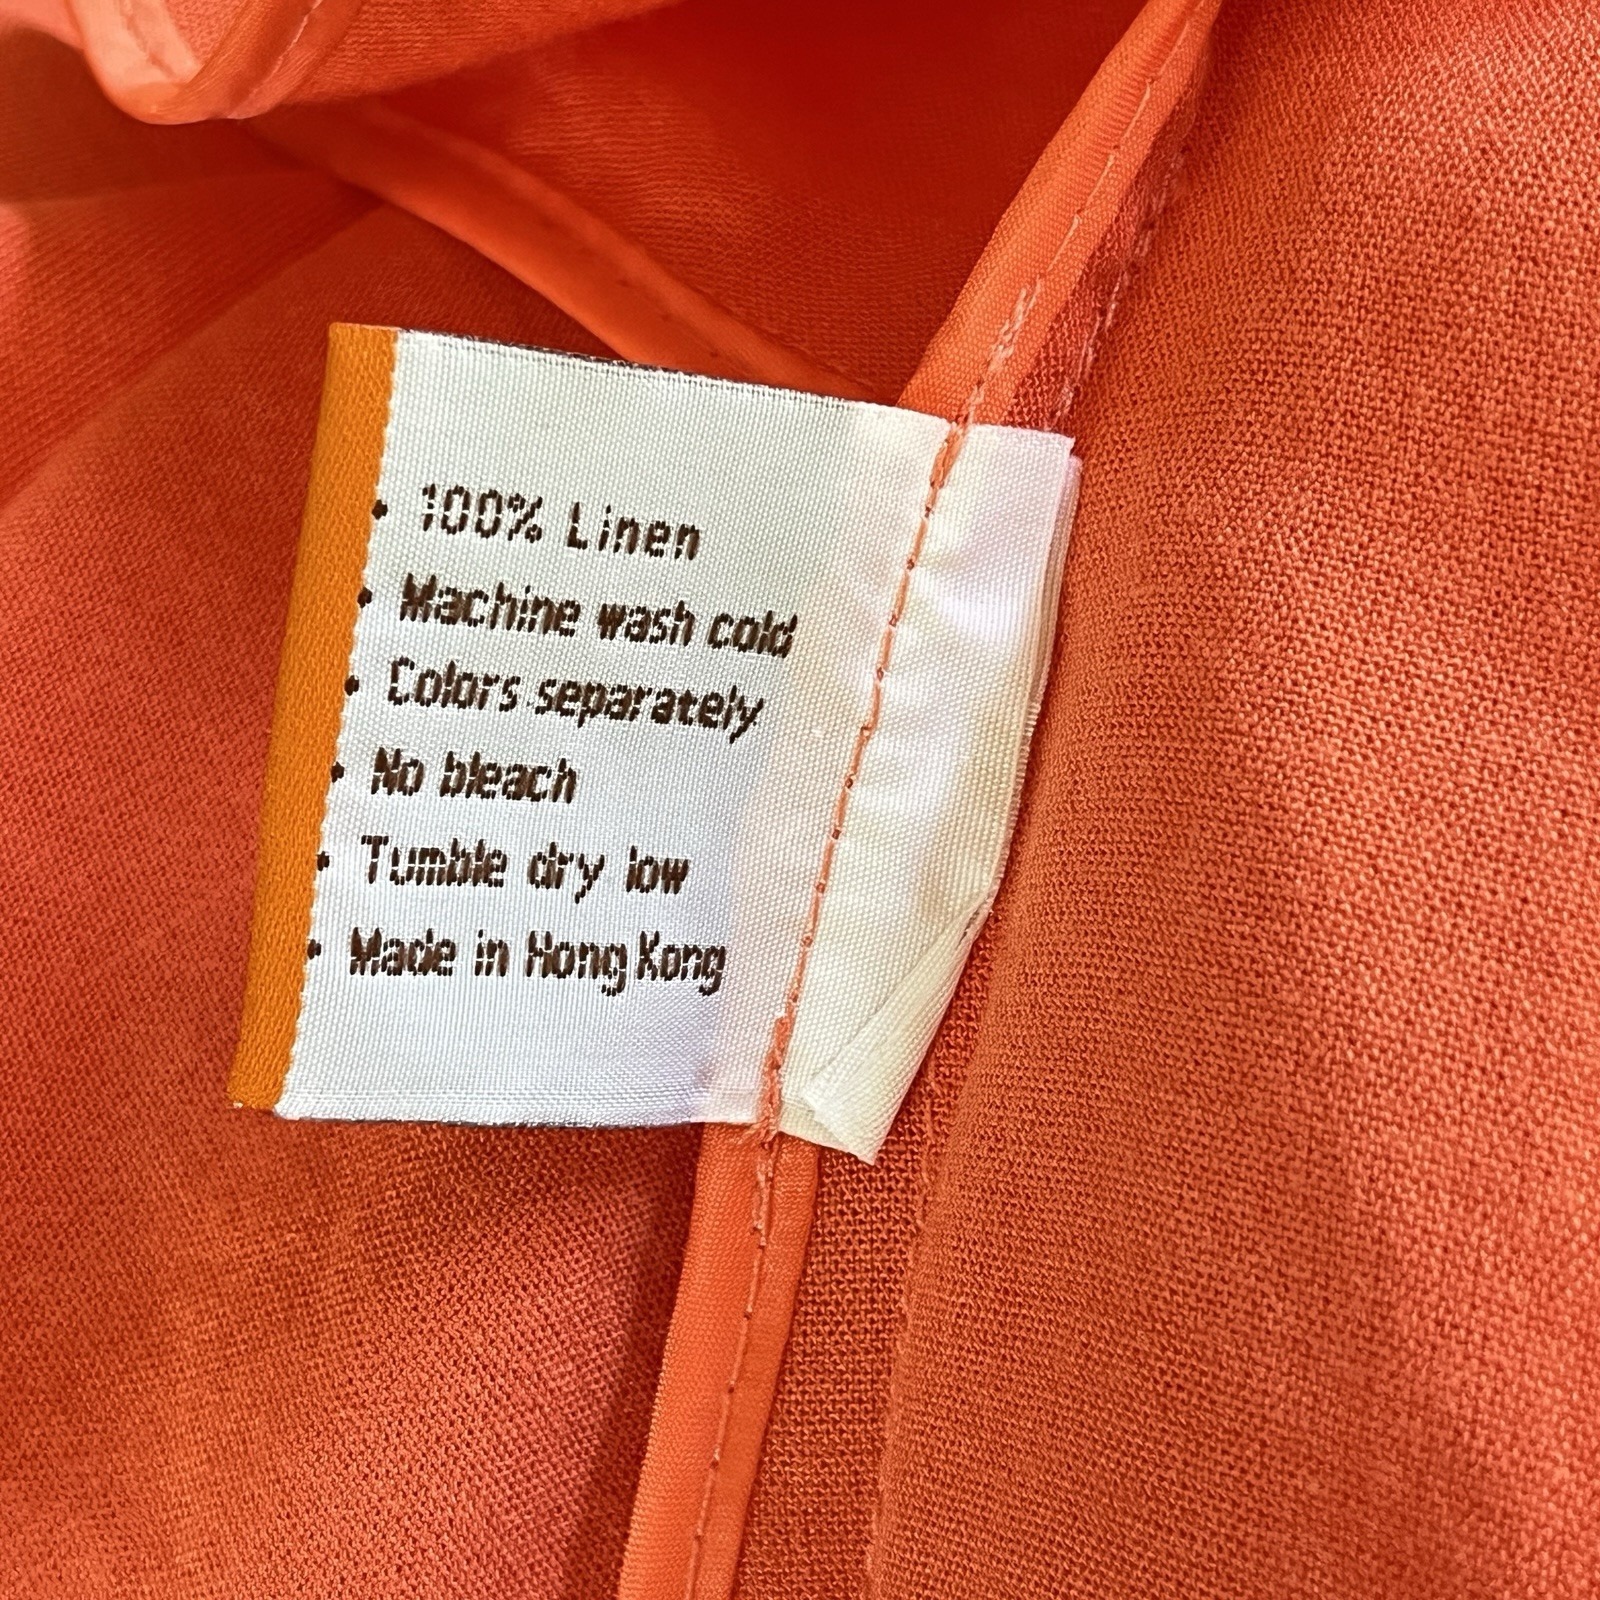 • 100% Linen
• Machine wash cold
• Colors separately
• No bleach
• Tumble dry low
• Made in Hong Kong